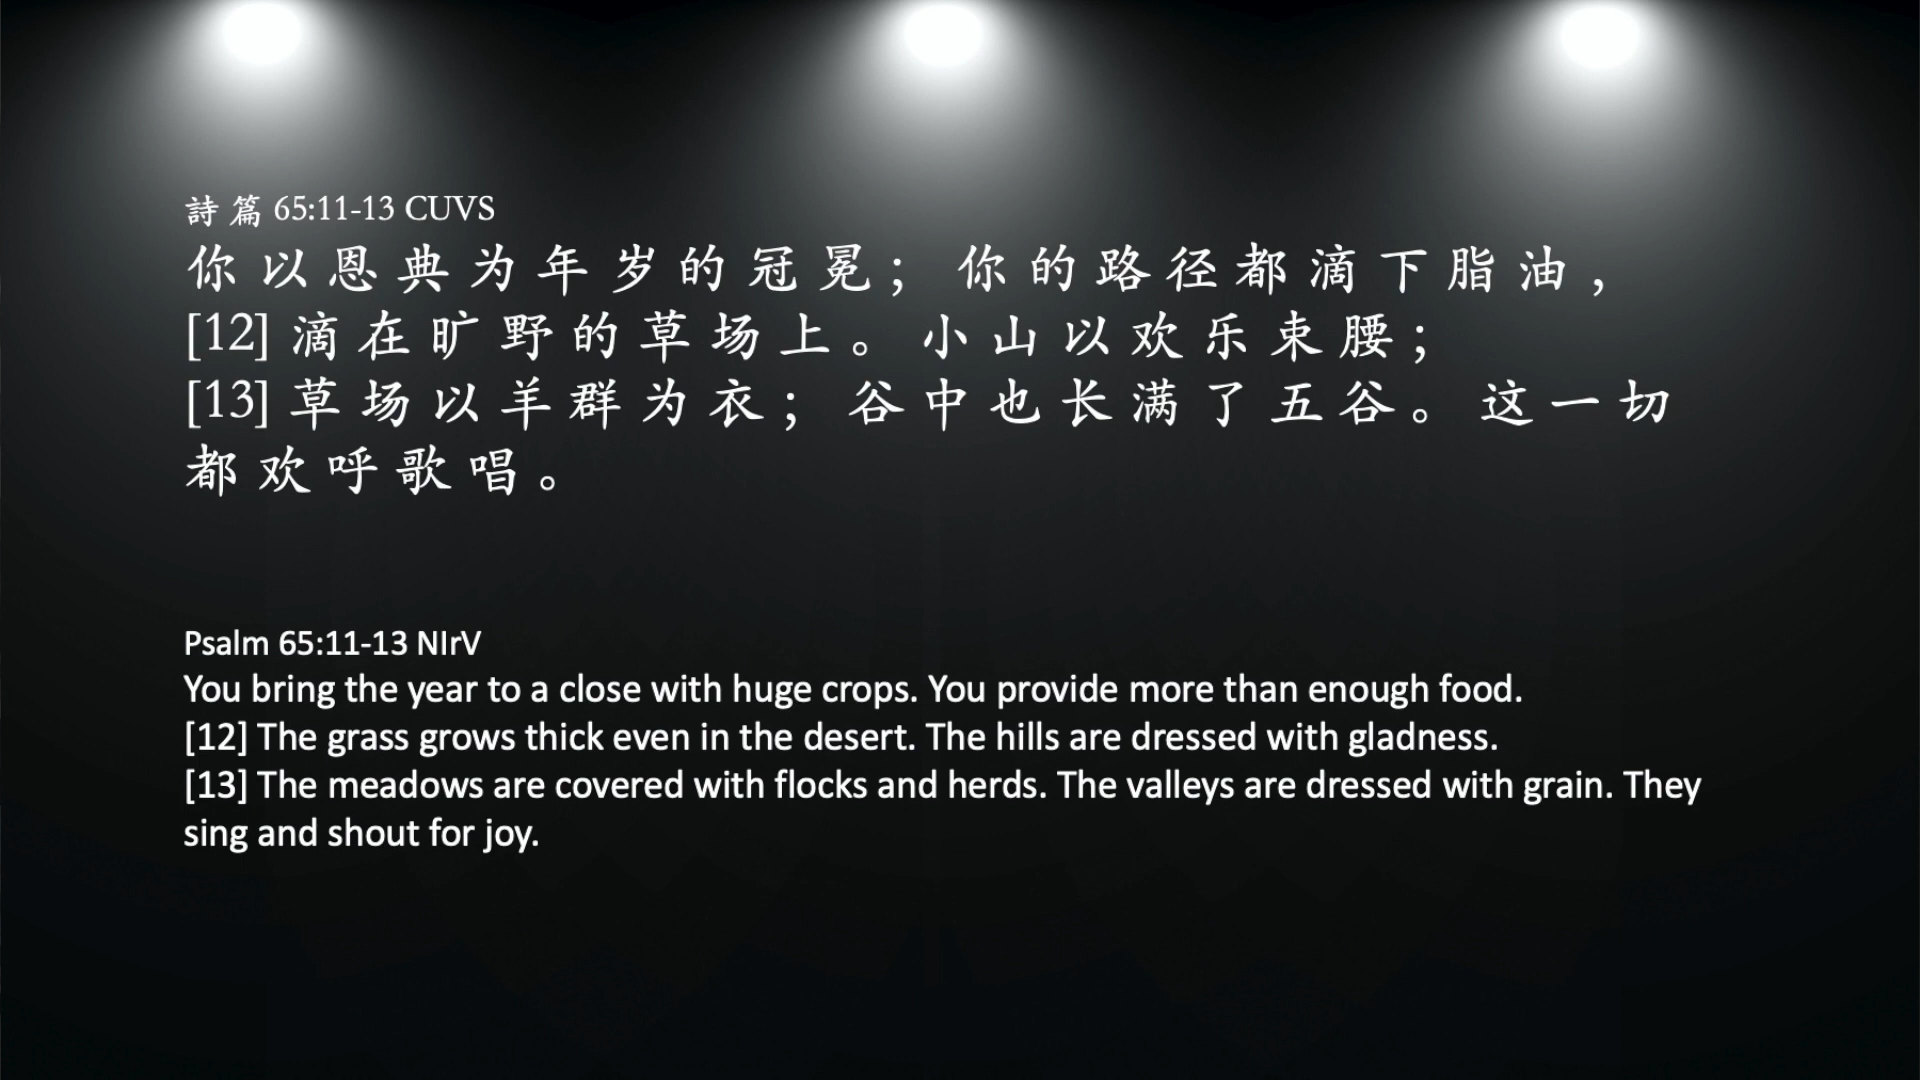 詩 篇 65:11-13 CUVS
你 以 恩 典 为 年 岁 的 冠 冕 ； 你 的 路 径 都 滴 下 脂 油 ，
[12] 滴 在 旷 野 的 草 场 上 。 小 山 以 欢 乐 束 腰 ；
[13] 草 场 以 羊 群 为 衣 ； 谷 中 也 长 满 了 五 谷 。 这 一 切
都 欢 呼 歌 唱 。
Psalm 65:11-13 NIrV
You bring the year to a close with huge crops. You provide more than enough food.
[12] The grass grows thick even in the desert. The hills are dressed with gladness.
[13] The meadows are covered with flocks and herds. The valleys are dressed with grain. They
sing and shout for joy.